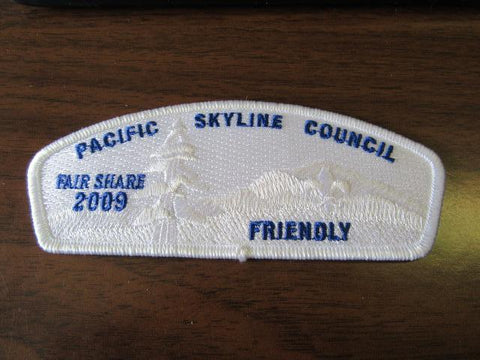 PACIFIC SKYLINE COUNCIL
FAIR SHARE
2009
FRIENDLY